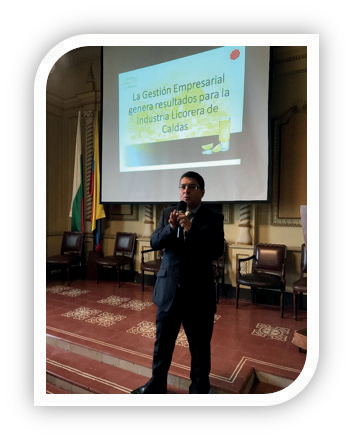 La Gestión Empresarial
genera resultados para la
Industria Licorera de
Caldas